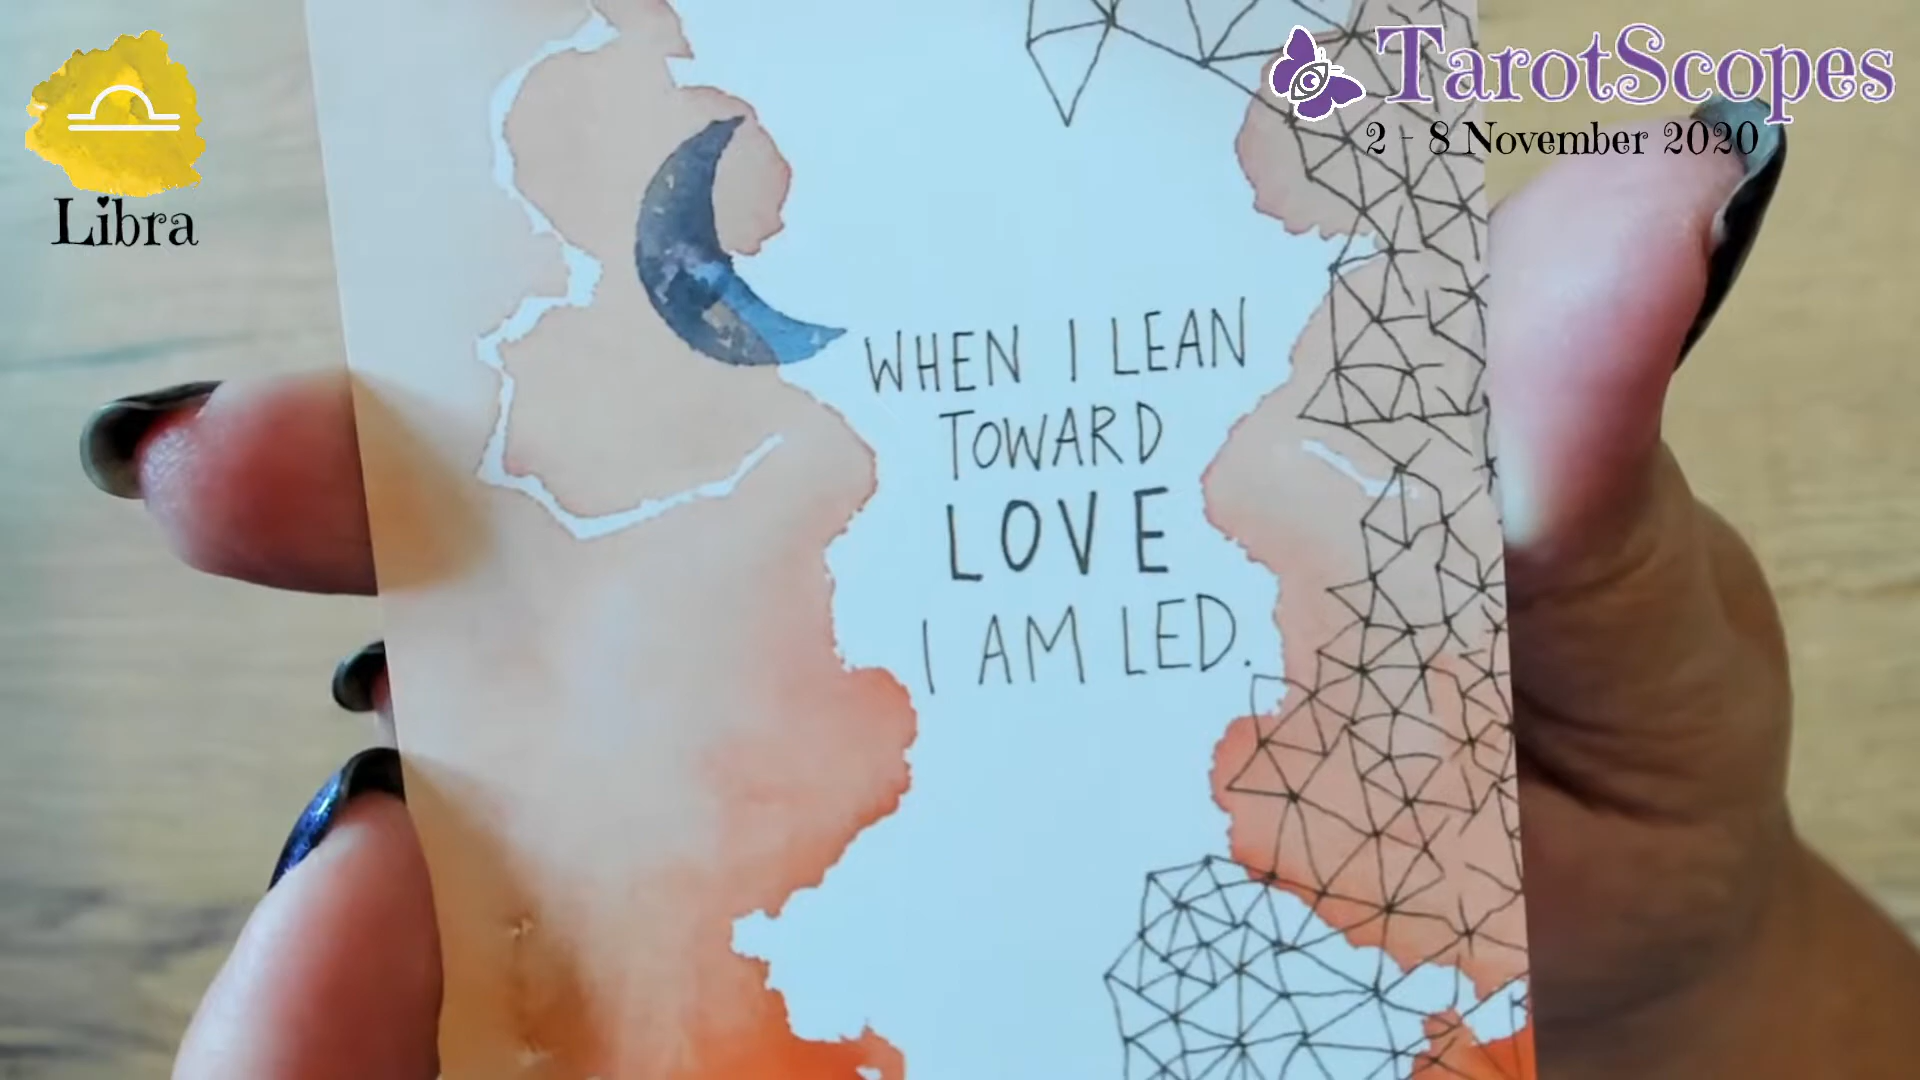 Libra
TarotScopes
2 - 8 November 2020
WHEN I LEAN
TOWARD
LOVE
I AM LED.